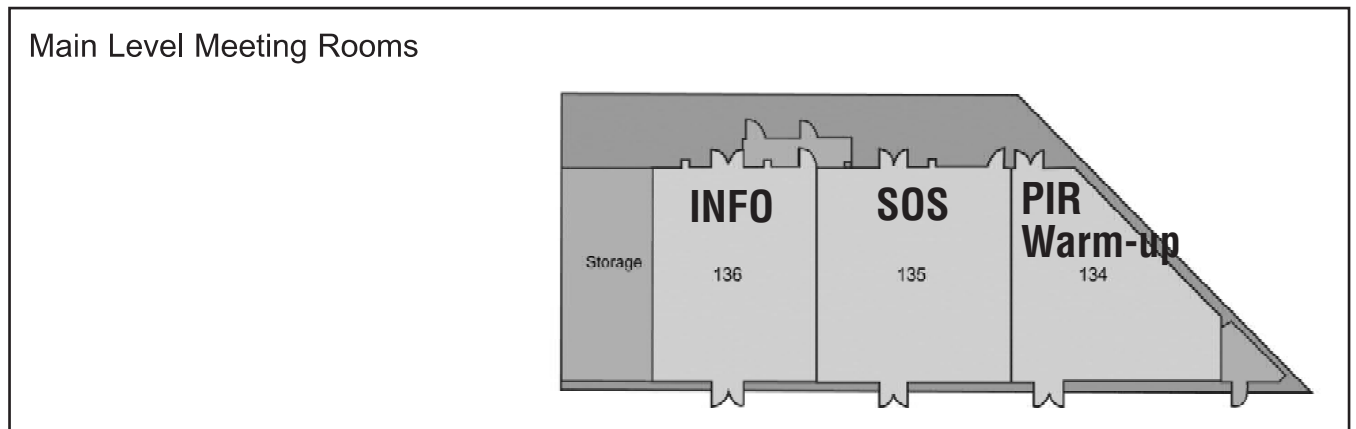 Main Level Meeting Rooms
INFO
SOS
PIR
Warm-up
Storage
136
135
134